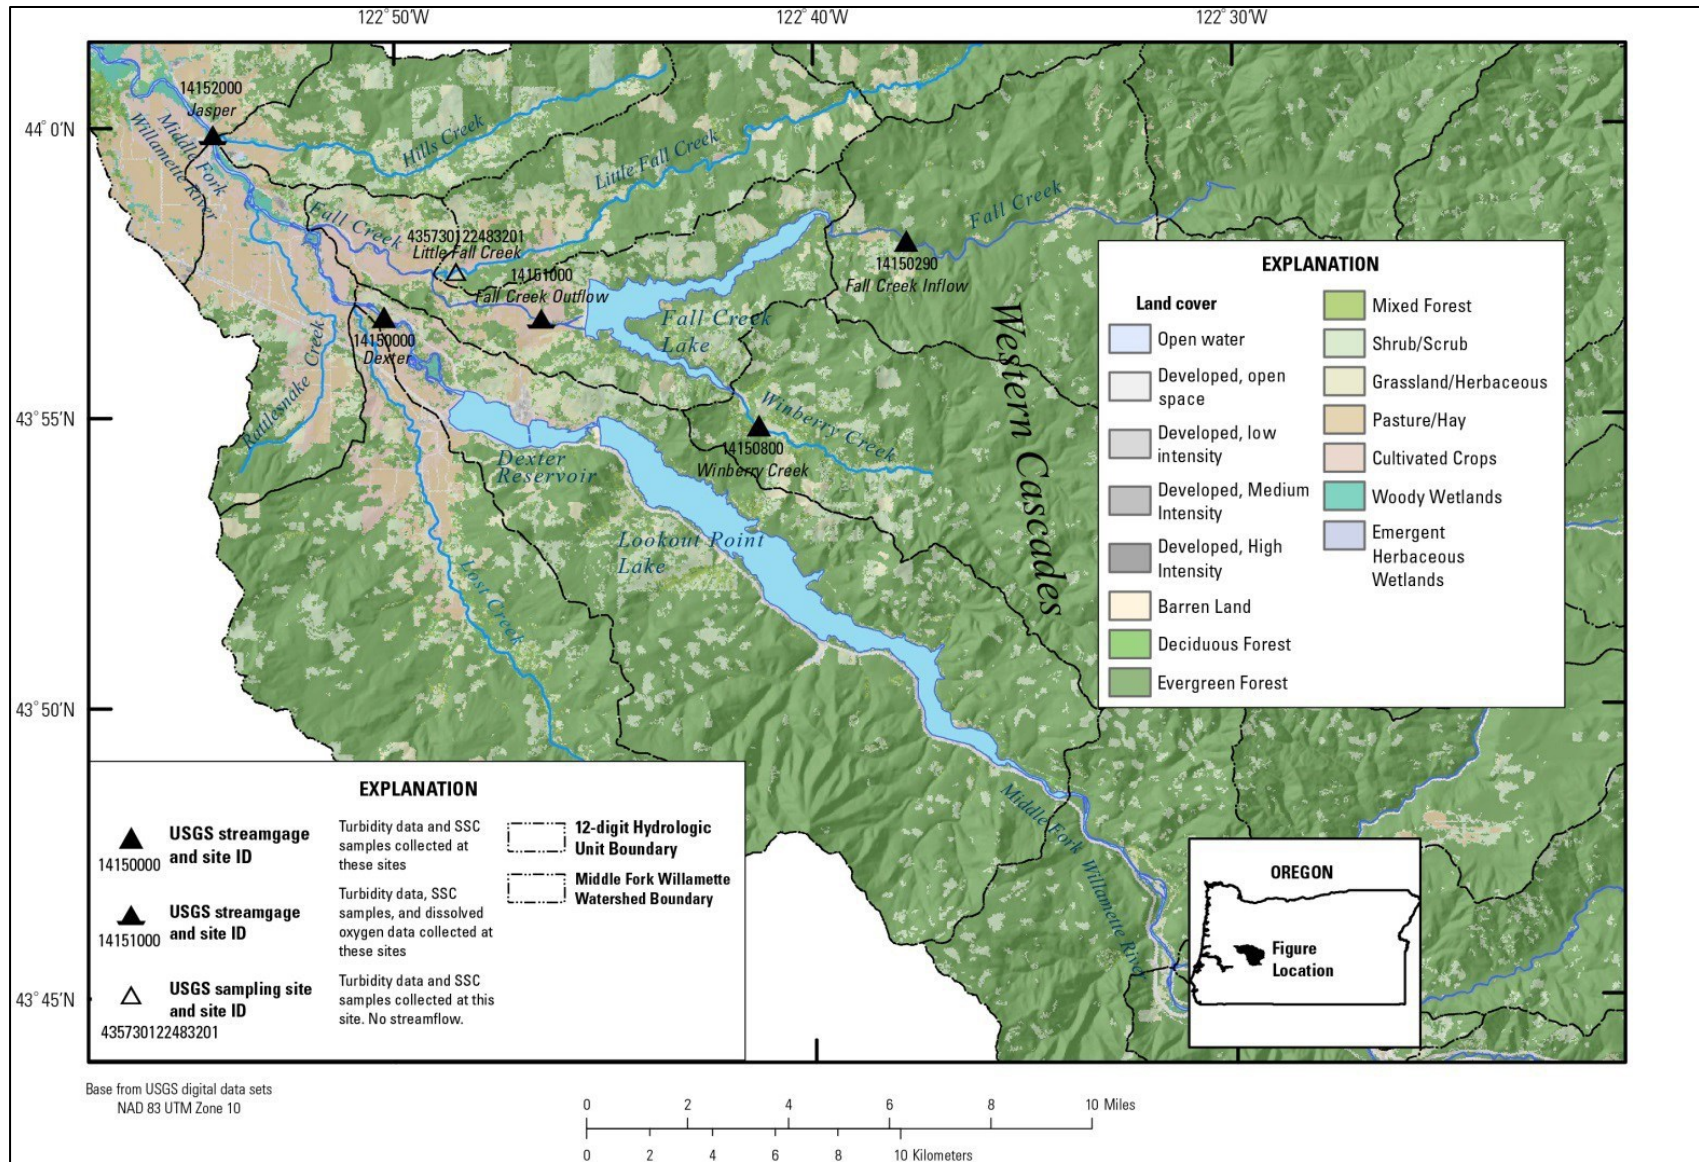 122°50'W
122°40'W
122°30'W
44°0'N
43°55'N
43°50'N
43°45'N
14152000
Jasper
Middle Fork
Willamette River
Hills Creek
Little Fall Creek
Fall Creek
435730122483201
Little Fall Creek
14151000
Fall Creek Outflow
Fall Creek
14150290
Fall Creek Inflow
Fall Creek
Lake
14150000
Dexter
Rattlesnake Creek
Winberry Creek
14150800
Winberry Creek
Dexter
Reservoir
Lookout Point
Lake
Lost Creek
Western Cascades
Middle Fork Willamette River
EXPLANATION
Land cover
Open water
Developed, open
space
Developed, low
intensity
Developed, Medium
Intensity
Developed, High
Intensity
Barren Land
Deciduous Forest
Evergreen Forest
Mixed Forest
Shrub/Scrub
Grassland/Herbaceous
Pasture/Hay
Cultivated Crops
Woody Wetlands
Emergent
Herbaceous
Wetlands
EXPLANATION
USGS streamgage
and site ID
14150000
Turbidity data and SSC
samples collected at
these sites
USGS streamgage
and site ID
14151000
Turbidity data, SSC
samples, and dissolved
oxygen data collected at
these sites
USGS sampling site
and site ID
435730122483201
Turbidity data and SSC
samples collected at this
site. No streamflow.
12-digit Hydrologic
Unit Boundary
Middle Fork Willamette
Watershed Boundary
OREGON
Figure
Location
Base from USGS digital data sets
NAD 83 UTM Zone 10
0 2 4 6 8 10 Miles
0 2 4 6 8 10 Kilometers